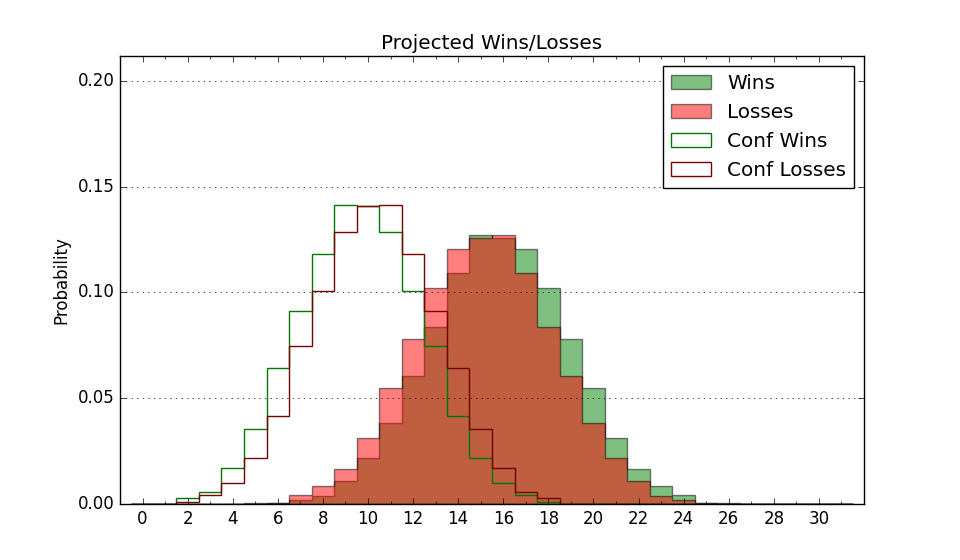 Projected Wins/Losses
Wins
Losses
Conf Wins
Conf Losses
Probability
0.20
0.15
0.10
0.05
0.00
0 2 4 6 8 10 12 14 16 18 20 22 24 26 28 30